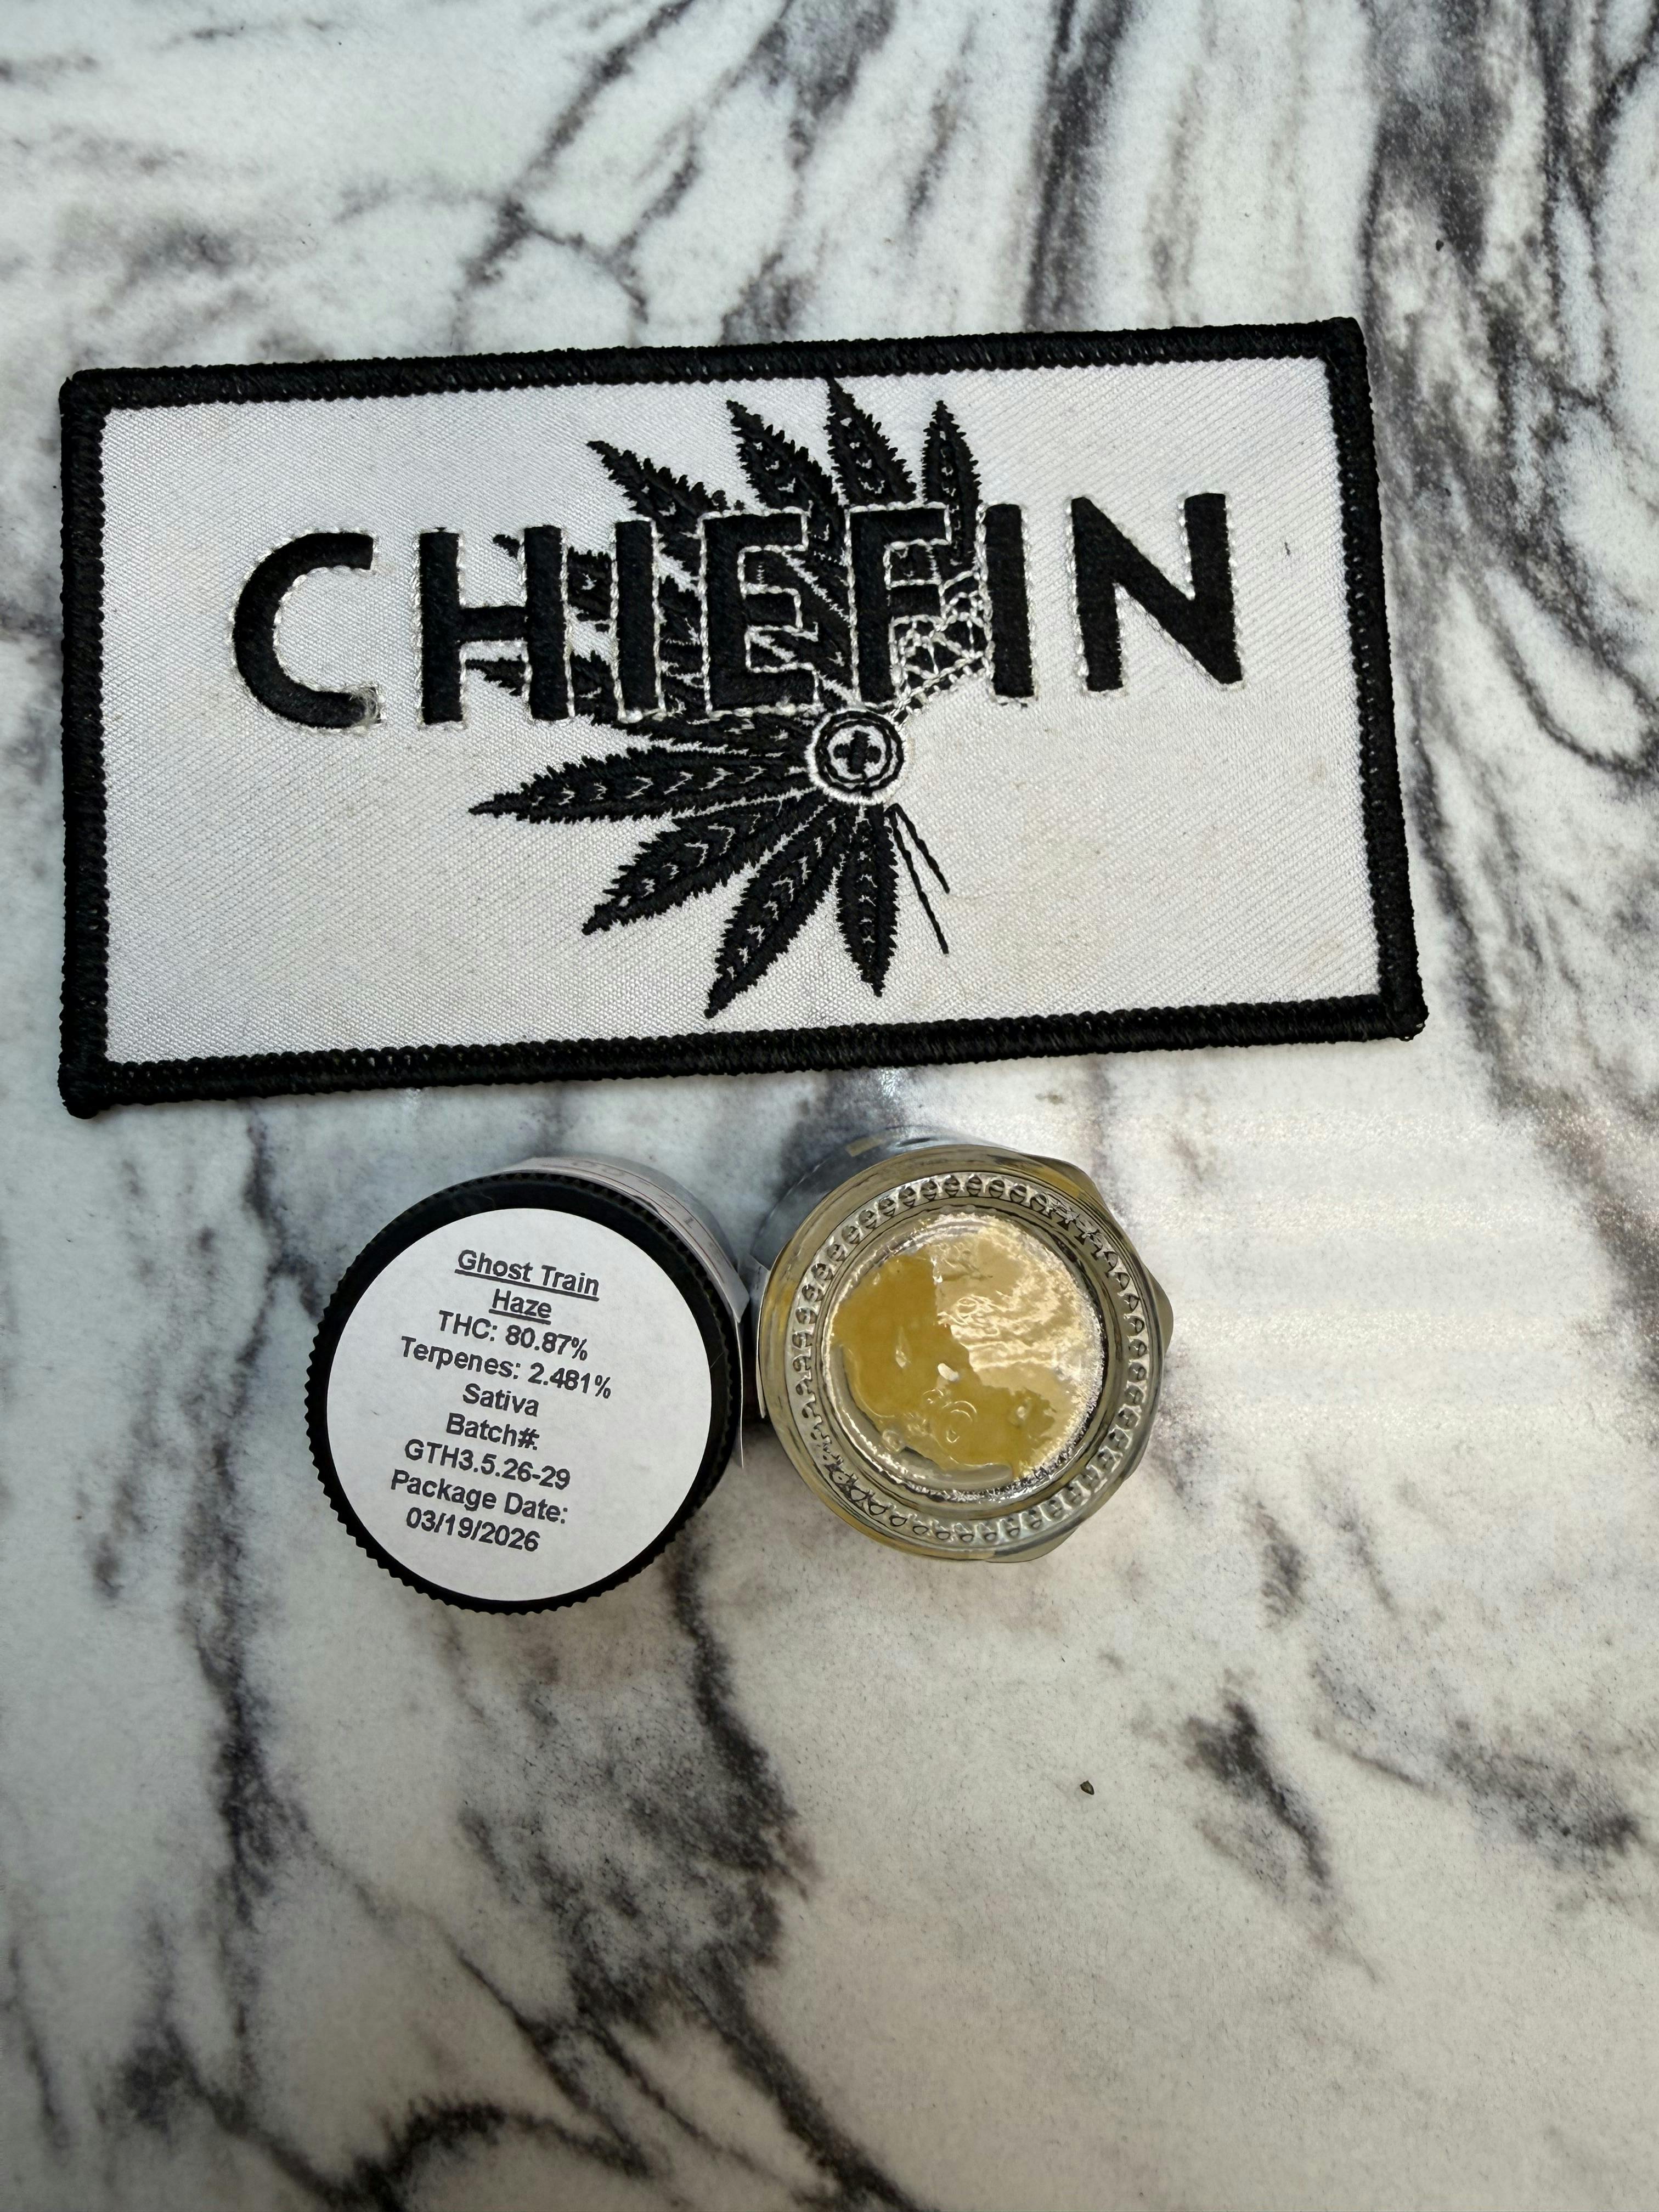 CHIEFIN
Ghost Train
Haze
THC: 80.87%
Terpenes: 2.481%
Sativa
Batch#:
GTH3.5.26-29
Package Date:
03/19/2026